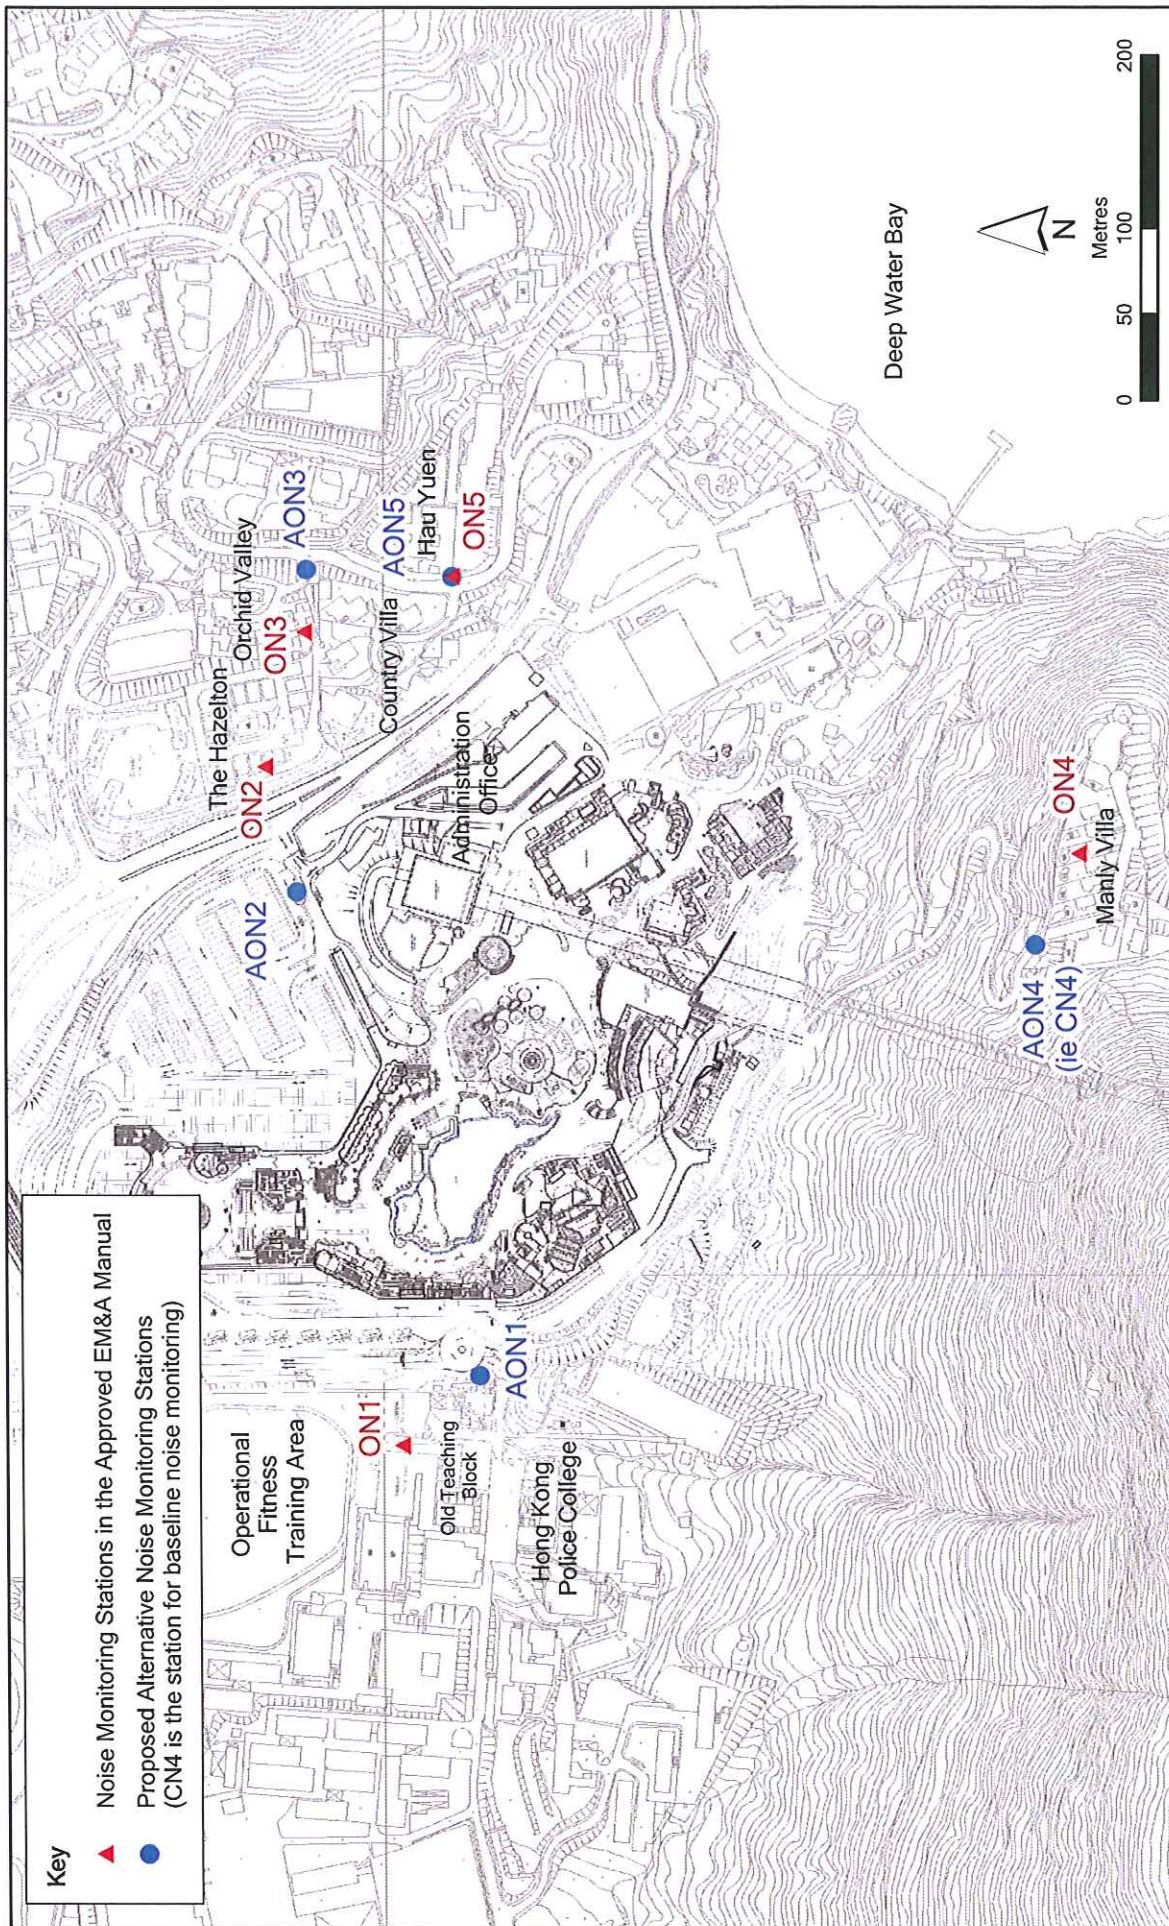 Key
Noise Monitoring Stations in the Approved EM&A Manual
Proposed Alternative Noise Monitoring Stations
(CN4 is the station for baseline noise monitoring)
Operational
Fitness
Training Area
ON1
Old Teaching
Block
AON1
Hong Kong
Police College
AON2
ON2
The Hazelton
ON3
Orchid Valley
AON3
Country Villa
AON5
Hau Yuen
ON5
Administration
Office
AON4
(ie CN4)
ON4
Manly Villa
Deep Water Bay
N
0
50
100
200
Metres